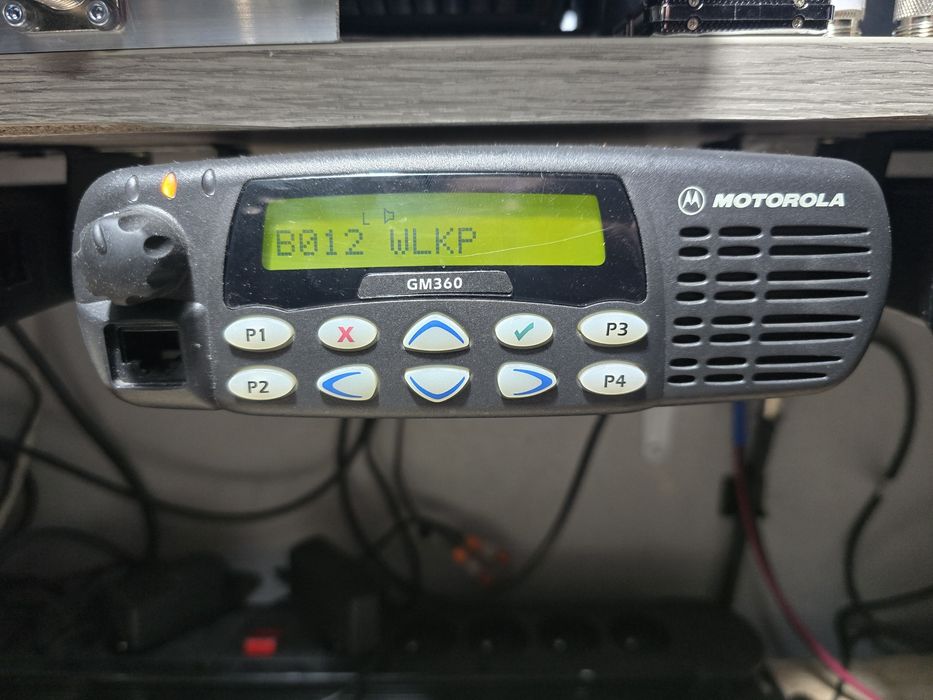 MOTOROLA
L
B012 WLKP
GM360
P1
X
P3
P2
P4